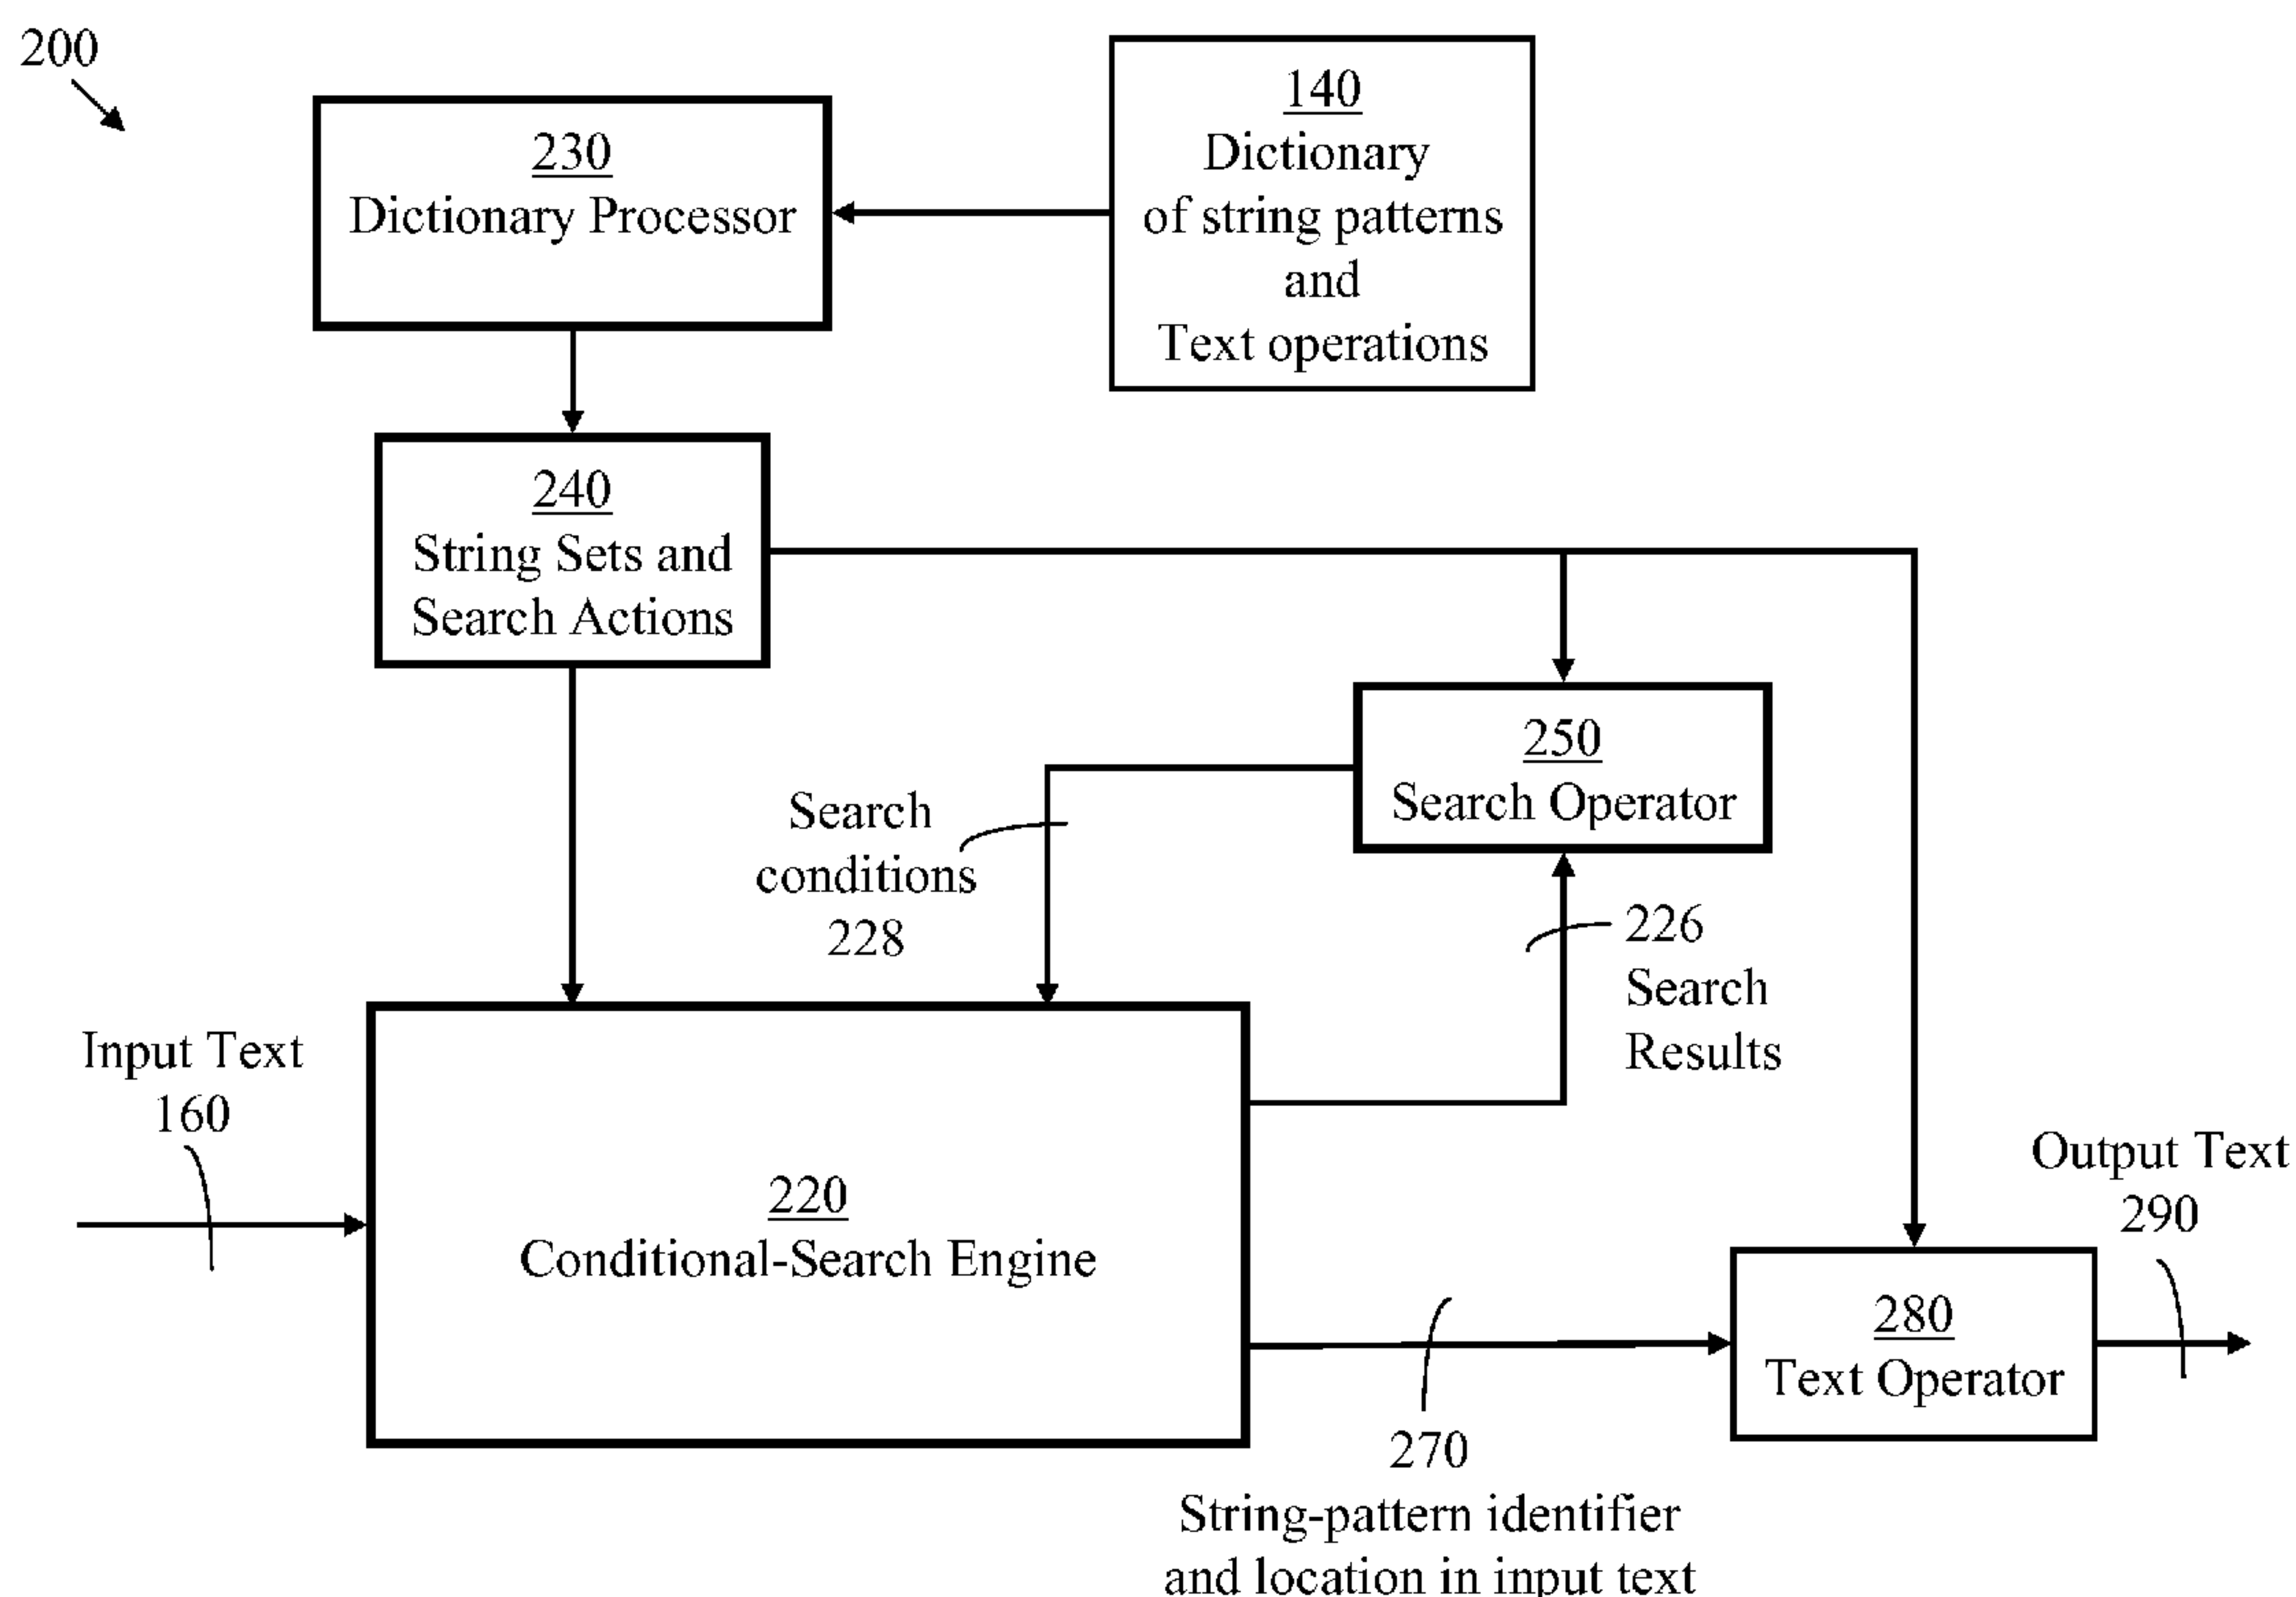 200
140
Dictionary
of string patterns
and
Text operations
230
Dictionary Processor
240
String Sets and
Search Actions
250
Search Operator
Search
conditions
228
226
Search
Results
Input Text
160
220
Conditional-Search Engine
Output Text
290
280
Text Operator
270
String-pattern identifier
and location in input text